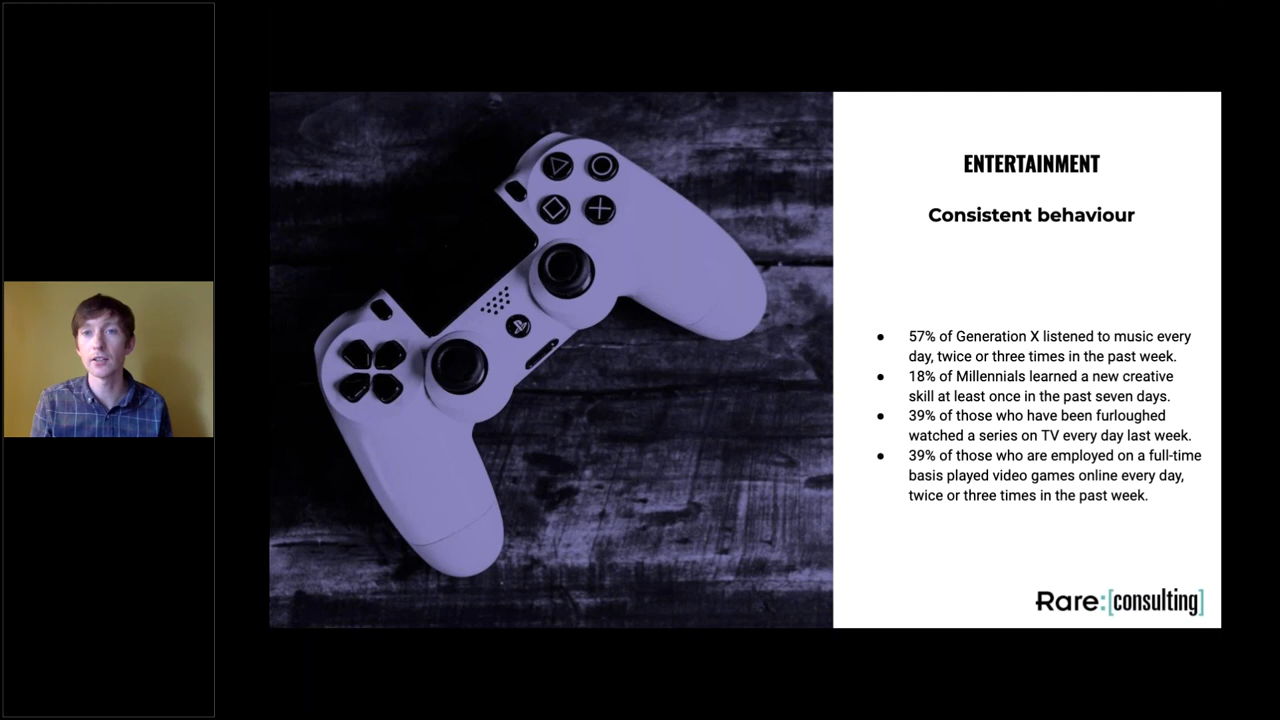 ENTERTAINMENT
Consistent behaviour
● 57% of Generation X listened to music every
day, twice or three times in the past week.
● 18% of Millennials learned a new creative
skill at least once in the past seven days.
● 39% of those who have been furloughed
watched a series on TV every day last week.
● 39% of those who are employed on a full-time
basis played video games online every day,
twice or three times in the past week.
Rare:[consulting]